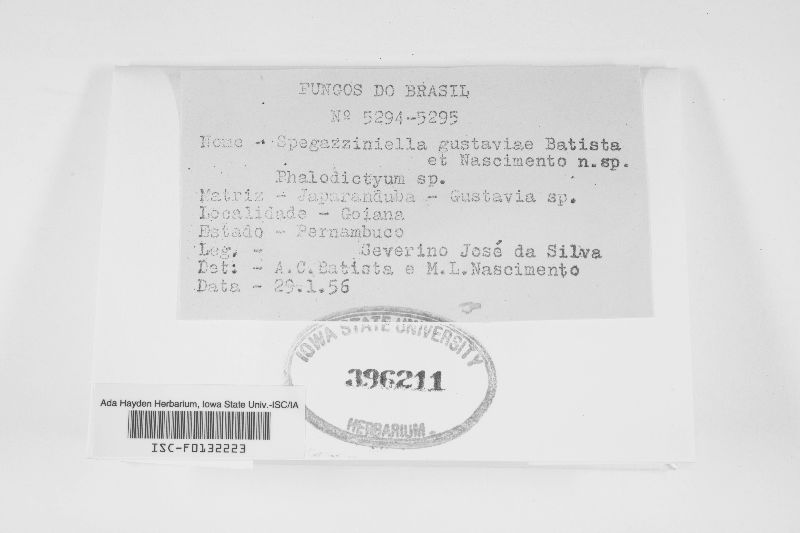 FUNGOS DO BRASIL
Nº 5294-5295
Nome - Spegazziniella gustaviae Batista
et Nascimento n.sp.
Phalodictyum sp.
Matriz - Japaranduba - Gustavia sp.
Localidade - Goiana
Estado - Pernambuco
Leg. - Severino José da Silva
Det: - A.C.Batista e M.L.Nascimento
Data - 29.1.56
IOWA STATE UNIVERSITY
396211
HERBARIUM
Ada Hayden Herbarium, Iowa State Univ.-ISC/IA
ISC-F0132223